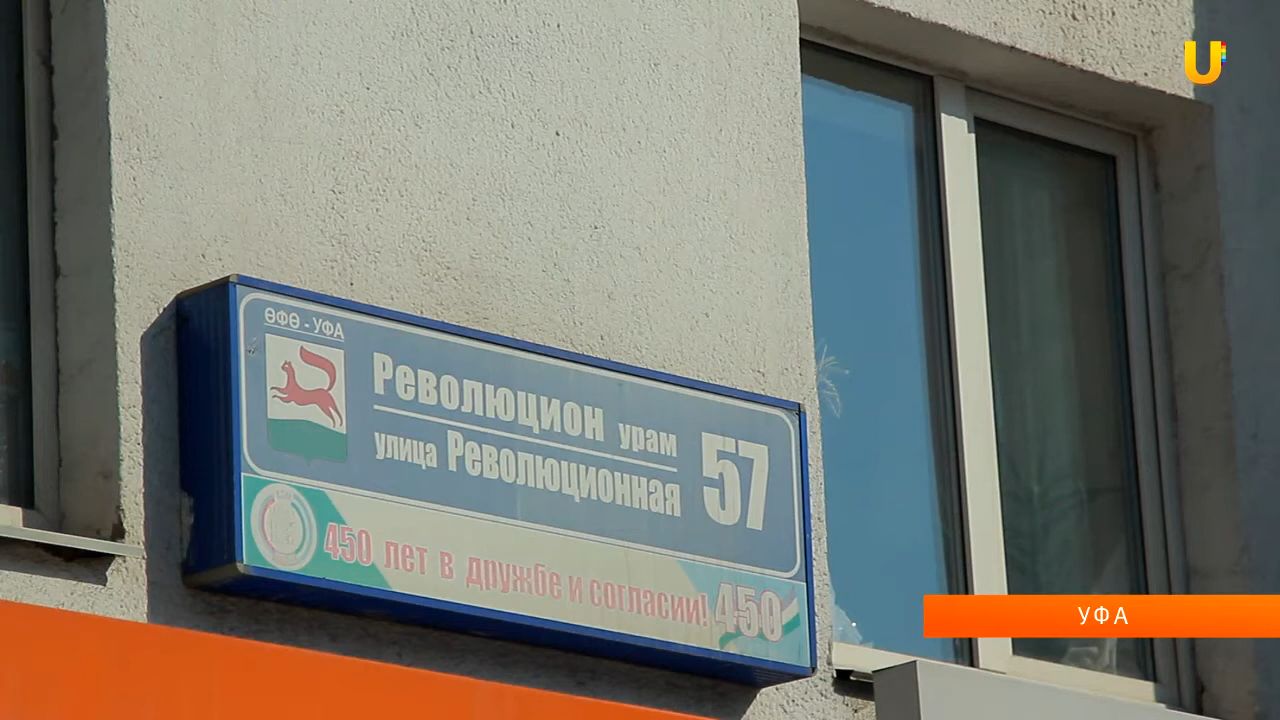 U
ӨФӨ - УФА
Революцион урам
улица Революционная
57
450 лет в дружбе и согласии! 450
УФА